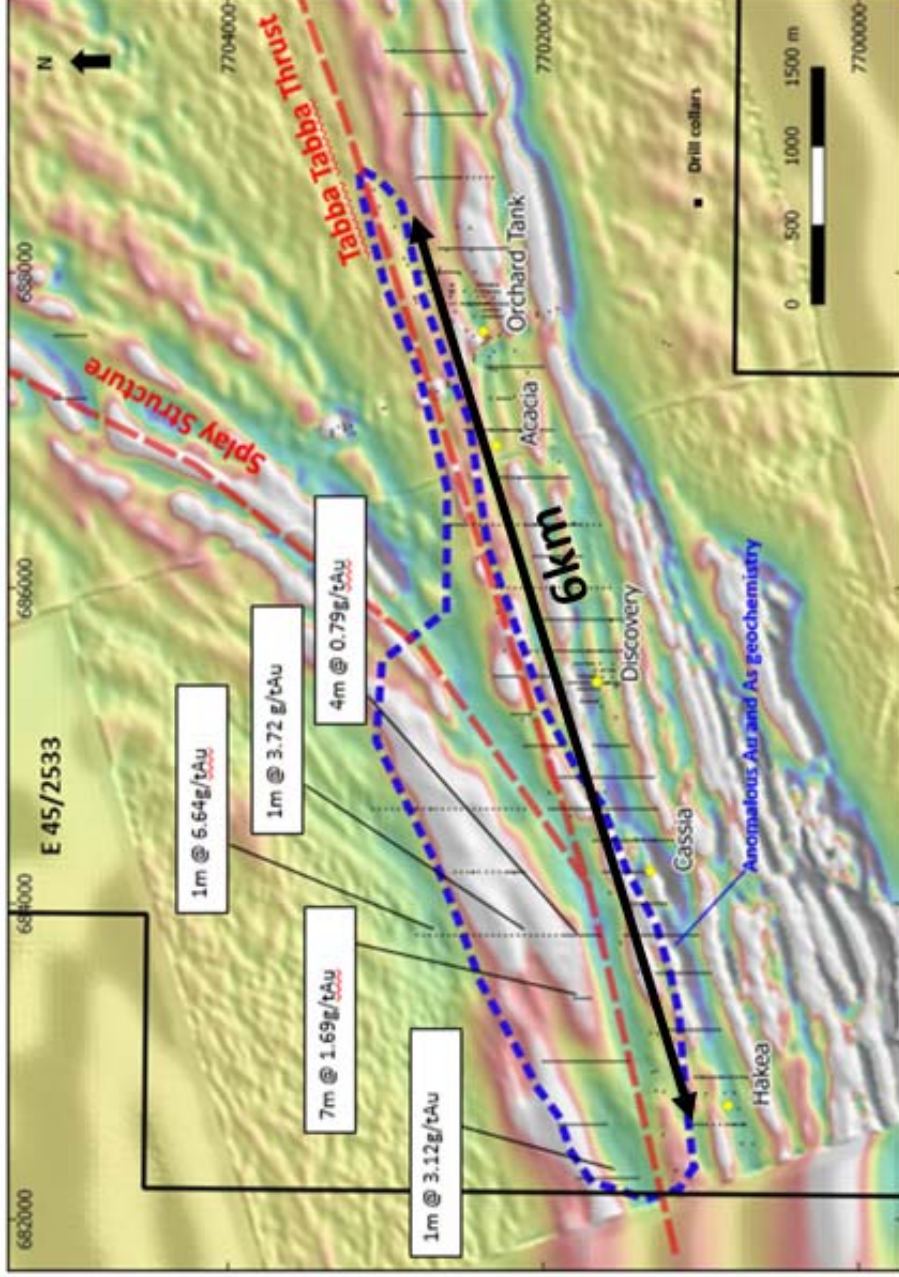 682000
684000
686000
688000
N
E 45/2533
7704000
Tabba Tabba Thrust
Splay Structure
1m @ 6.64g/tAu
1m @ 3.72 g/tAu
4m @ 0.79g/tAu
7m @ 1.69g/tAu
1m @ 3.12g/tAu
7702000
Orchard Tank
Acacia
6km
Discovery
Cassia
Hakea
Anomalous Au and As geochemistry
Drill collars
0 500 1000 1500 m
7700000